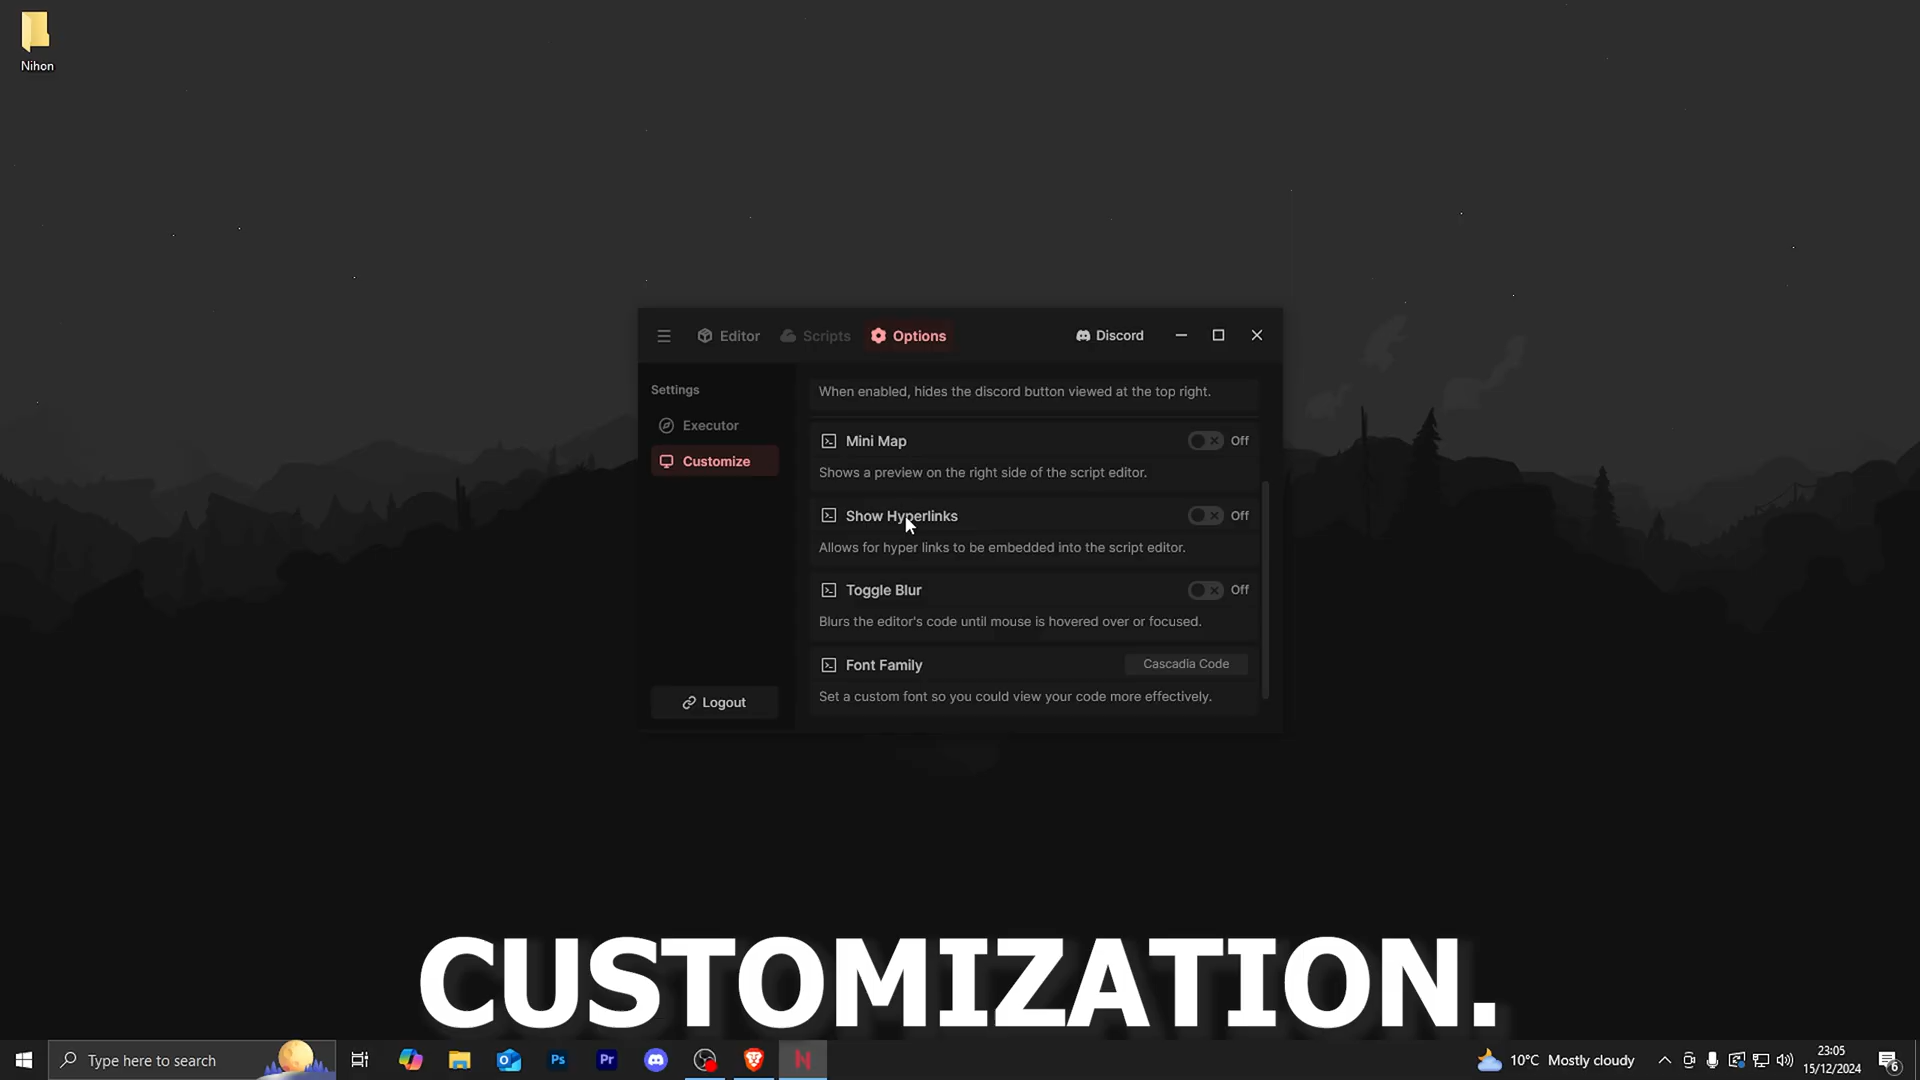 Nihon
Editor
Scripts
Options
Discord
Settings
Executor
Customize
Logout
When enabled, hides the discord button viewed at the top right.
Mini Map
Off
Shows a preview on the right side of the script editor.
Show Hyperlinks
Off
Allows for hyper links to be embedded into the script editor.
Toggle Blur
Off
Blurs the editor's code until mouse is hovered over or focused.
Font Family
Cascadia Code
Set a custom font so you could view your code more effectively.
CUSTOMIZATION.
Type here to search
Ps
Pr
N
10°C Mostly cloudy
23:05
15/12/2024
6